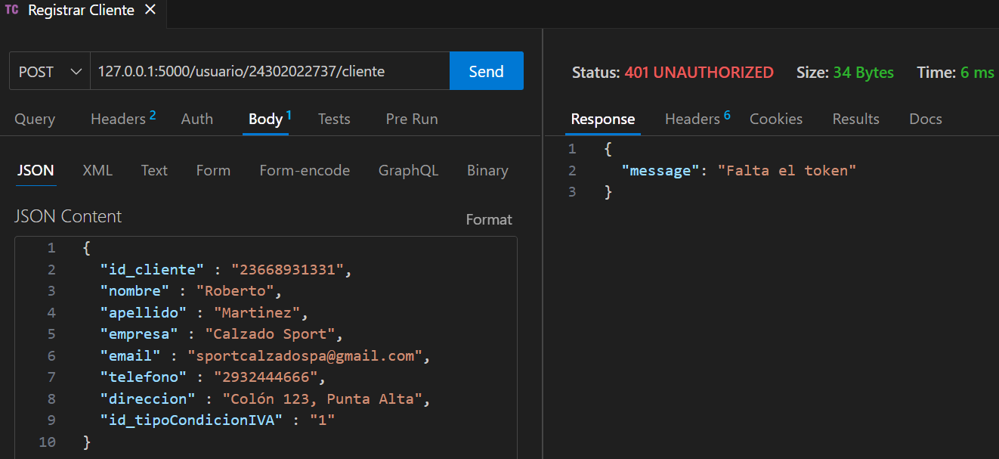 TC Registrar Cliente ×
POST 127.0.0.1:5000/usuario/24302022737/cliente Send
Query Headers 2 Auth Body 1 Tests Pre Run
JSON XML Text Form Form-encode GraphQL Binary
JSON Content Format
1 {
2 "id_cliente" : "23668931331",
3 "nombre" : "Roberto",
4 "apellido" : "Martinez",
5 "empresa" : "Calzado Sport",
6 "email" : "sportcalzadospa@gmail.com",
7 "telefono" : "2932444666",
8 "direccion" : "Colón 123, Punta Alta",
9 "id_tipoCondicionIVA" : "1"
10 }
Status: 401 UNAUTHORIZED Size: 34 Bytes Time: 6 ms
Response Headers 6 Cookies Results Docs
1 {
2 "message": "Falta el token"
3 }